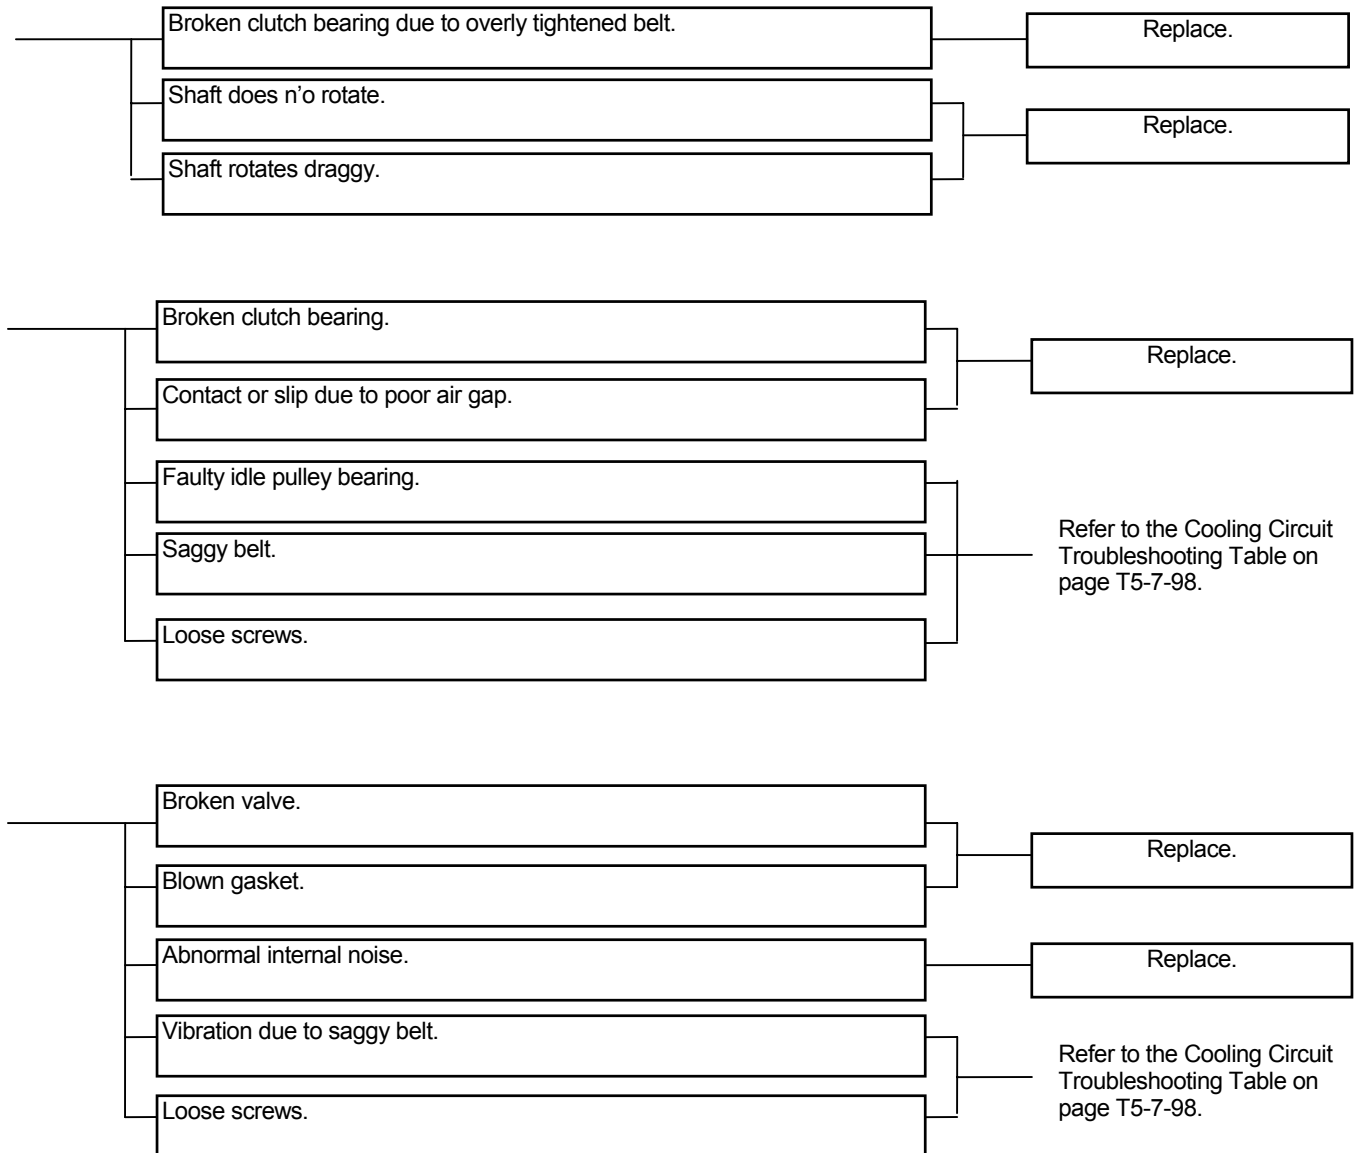 Broken clutch bearing due to overly tightened belt.
Replace.
Shaft does n’o rotate.
Replace.
Shaft rotates draggy.
Broken clutch bearing.
Replace.
Contact or slip due to poor air gap.
Faulty idle pulley bearing.
Saggy belt.
Refer to the Cooling Circuit
Troubleshooting Table on
page T5-7-98.
Loose screws.
Broken valve.
Replace.
Blown gasket.
Abnormal internal noise.
Replace.
Vibration due to saggy belt.
Refer to the Cooling Circuit
Troubleshooting Table on
page T5-7-98.
Loose screws.